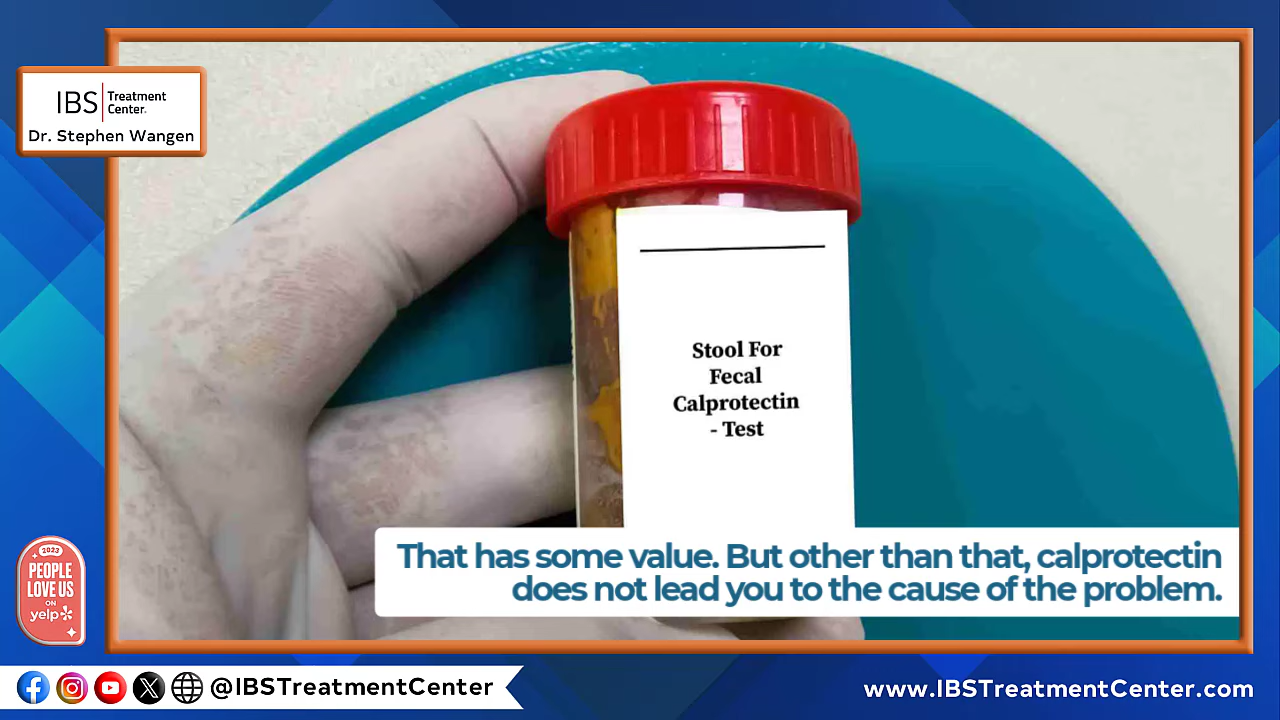 IBS Treatment Center.
Dr. Stephen Wangen
Stool For
Fecal
Calprotectin
- Test
That has some value. But other than that, calprotectin
does not lead you to the cause of the problem.
2023
PEOPLE
LOVE US
ON
yelp
@IBSTreatmentCenter
www.IBSTreatmentCenter.com